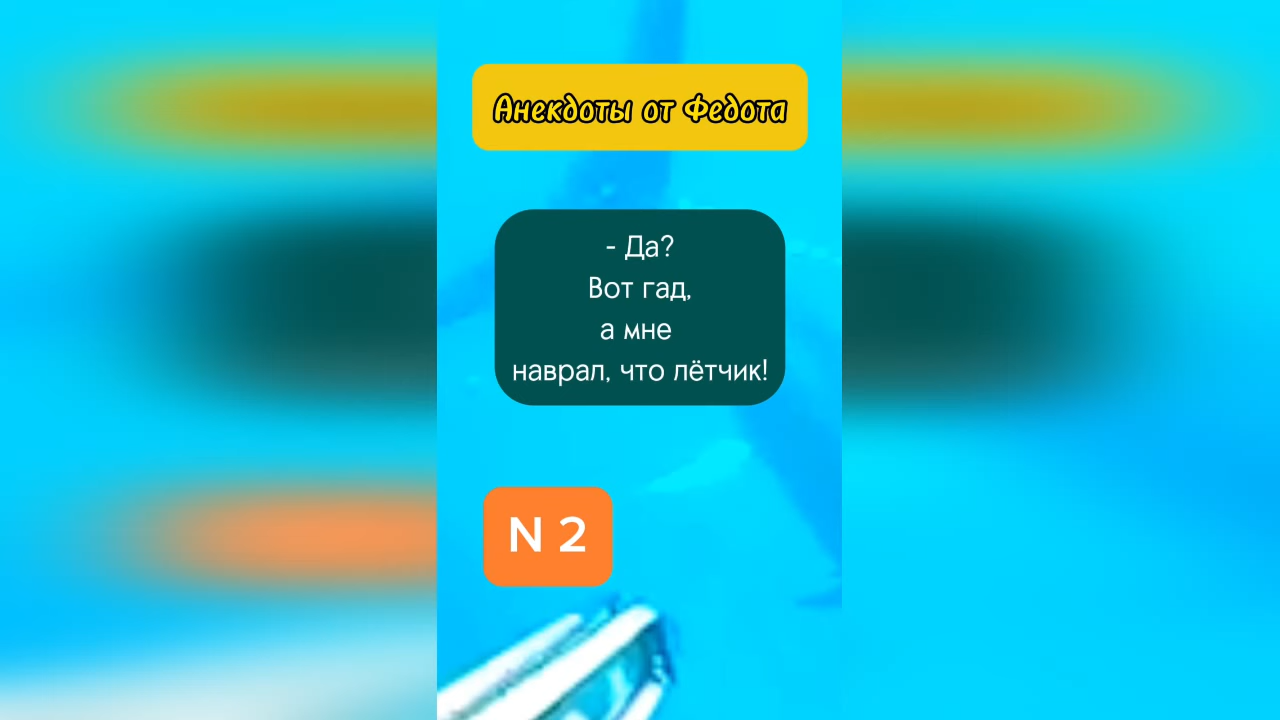 Анекдоты от Федота
- Да?
Вот гад,
а мне
наврал, что лётчик!
N 2